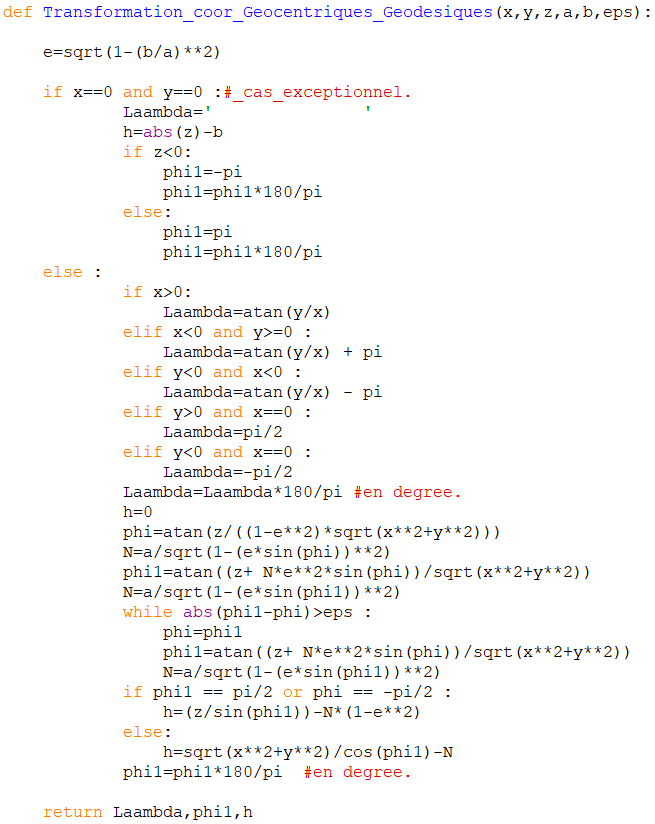 def Transformation_coor_Geocentriques_Geodesiques(x,y,z,a,b,eps):
    e=sqrt(1-(b/a)**2)
    if x==0 and y==0 :#_cas_exceptionnel.
            Laambda='               '
            h=abs(z)-b
            if z<0:
                phi1=-pi
                phi1=phi1*180/pi
            else:
                phi1=pi
                phi1=phi1*180/pi
    else :
            if x>0:
                Laambda=atan(y/x)
            elif x<0 and y>=0 :
                Laambda=atan(y/x) + pi
            elif y<0 and x<0 :
                Laambda=atan(y/x) - pi
            elif y>0 and x==0 :
                Laambda=pi/2
            elif y<0 and x==0 :
                Laambda=-pi/2
            Laambda=Laambda*180/pi #en degree.
            h=0
            phi=atan(z/((1-e**2)*sqrt(x**2+y**2)))
            N=a/sqrt(1-(e*sin(phi))**2)
            phi1=atan((z+ N*e**2*sin(phi))/sqrt(x**2+y**2))
            N=a/sqrt(1-(e*sin(phi1))**2)
            while abs(phi1-phi)>eps :
                phi=phi1
                phi1=atan((z+ N*e**2*sin(phi))/sqrt(x**2+y**2))
                N=a/sqrt(1-(e*sin(phi1))**2)
            if phi1 == pi/2 or phi == -pi/2 :
                h=(z/sin(phi1))-N*(1-e**2)
            else:
                h=sqrt(x**2+y**2)/cos(phi1)-N
            phi1=phi1*180/pi  #en degree.
    return Laambda,phi1,h